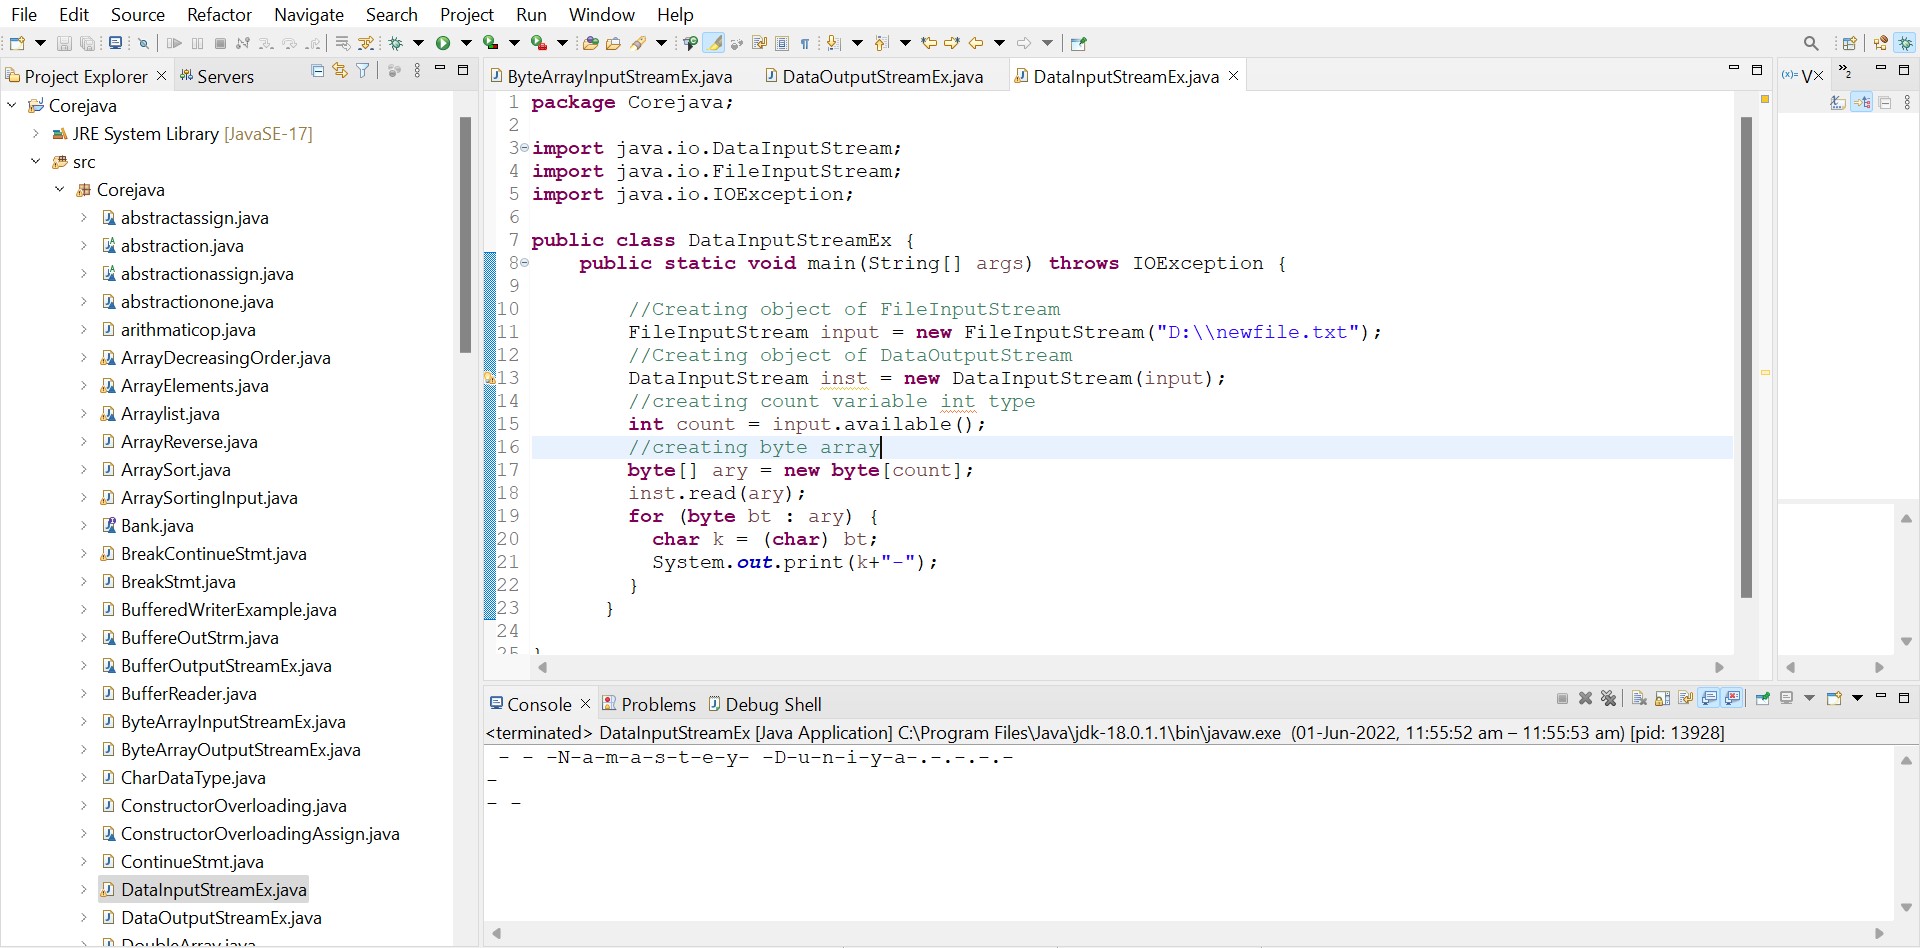 File Edit Source Refactor Navigate Search Project Run Window Help
Project Explorer
Servers
Corejava
JRE System Library [JavaSE-17]
src
Corejava
abstractassign.java
abstraction.java
abstractionassign.java
abstractionone.java
arithmaticop.java
ArrayDecreasingOrder.java
ArrayElements.java
Arraylist.java
ArrayReverse.java
ArraySort.java
ArraySortingInput.java
Bank.java
BreakContinueStmt.java
BreakStmt.java
BufferedWriterExample.java
BuffereOutStrm.java
BufferOutputStreamEx.java
BufferReader.java
ByteArrayInputStreamEx.java
ByteArrayOutputStreamEx.java
CharDataType.java
ConstructorOverloading.java
ConstructorOverloadingAssign.java
ContinueStmt.java
DataInputStreamEx.java
DataOutputStreamEx.java
DoubleArray.java
ByteArrayInputStreamEx.java DataOutputStreamEx.java DataInputStreamEx.java
1 package Corejava;
2
3 import java.io.DataInputStream;
4 import java.io.FileInputStream;
5 import java.io.IOException;
6
7 public class DataInputStreamEx {
8 public static void main(String[] args) throws IOException {
9
10 //Creating object of FileInputStream
11 FileInputStream input = new FileInputStream("D:\\newfile.txt");
12 //Creating object of DataOutputStream
13 DataInputStream inst = new DataInputStream(input);
14 //creating count variable int type
15 int count = input.available();
16 //creating byte array
17 byte[] ary = new byte[count];
18 inst.read(ary);
19 for (byte bt : ary) {
20 char k = (char) bt;
21 System.out.print(k+"-");
22 }
23 }
24
25 }
(x)= V
2
Console Problems Debug Shell
<terminated> DataInputStreamEx [Java Application] C:\Program Files\Java\jdk-18.0.1.1\bin\javaw.exe (01-Jun-2022, 11:55:52 am – 11:55:53 am) [pid: 13928]
- - -N-a-m-a-s-t-e-y- -D-u-n-i-y-a-.-.-.-.-
-
- -